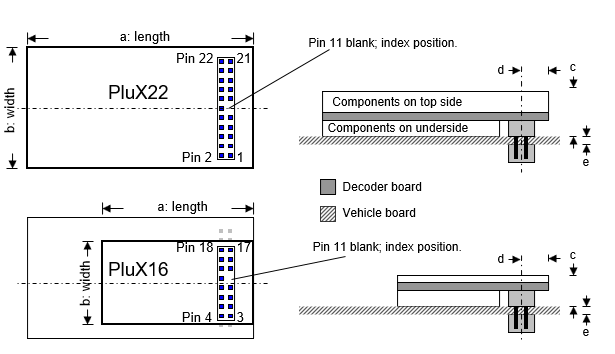 a: length
Pin 22 21
PluX22
b: width
Pin 2 1
Pin 11 blank; index position.
d
c
Components on top side
Components on underside
e
Decoder board
Vehicle board
a: length
Pin 18 17
PluX16
b: width
Pin 4 3
Pin 11 blank; index position.
d
c
e